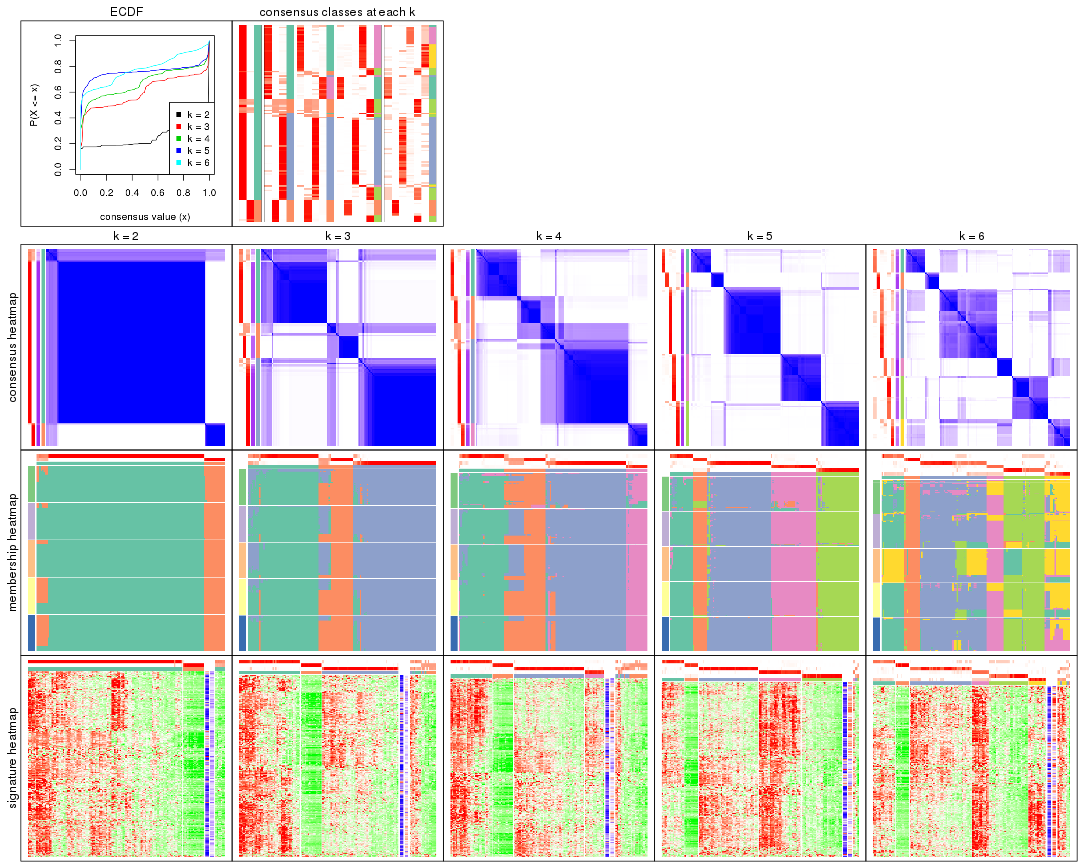 ECDF
consensus classes at each k
P(X <= x)
1.0
0.8
0.6
0.4
0.2
0.0
k = 2
k = 3
k = 4
k = 5
k = 6
0.0 0.2 0.4 0.6 0.8 1.0
consensus value (x)
k = 2
k = 3
k = 4
k = 5
k = 6
consensus heatmap
membership heatmap
signature heatmap